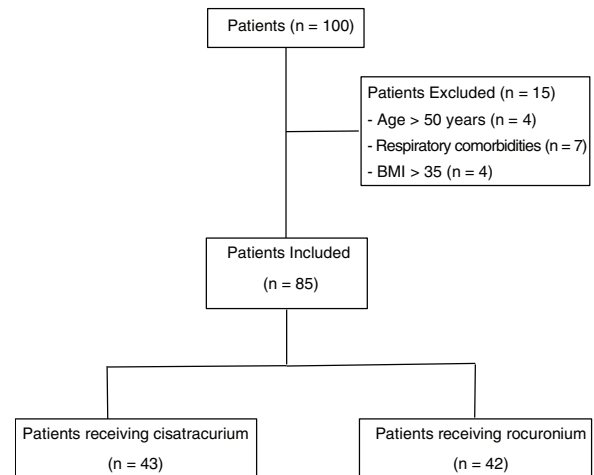 Patients (n = 100)
Patients Excluded (n = 15)
- Age > 50 years (n = 4)
- Respiratory comorbidities (n = 7)
- BMI > 35 (n = 4)
Patients Included
(n = 85)
Patients receiving cisatracurium
(n = 43)
Patients receiving rocuronium
(n = 42)